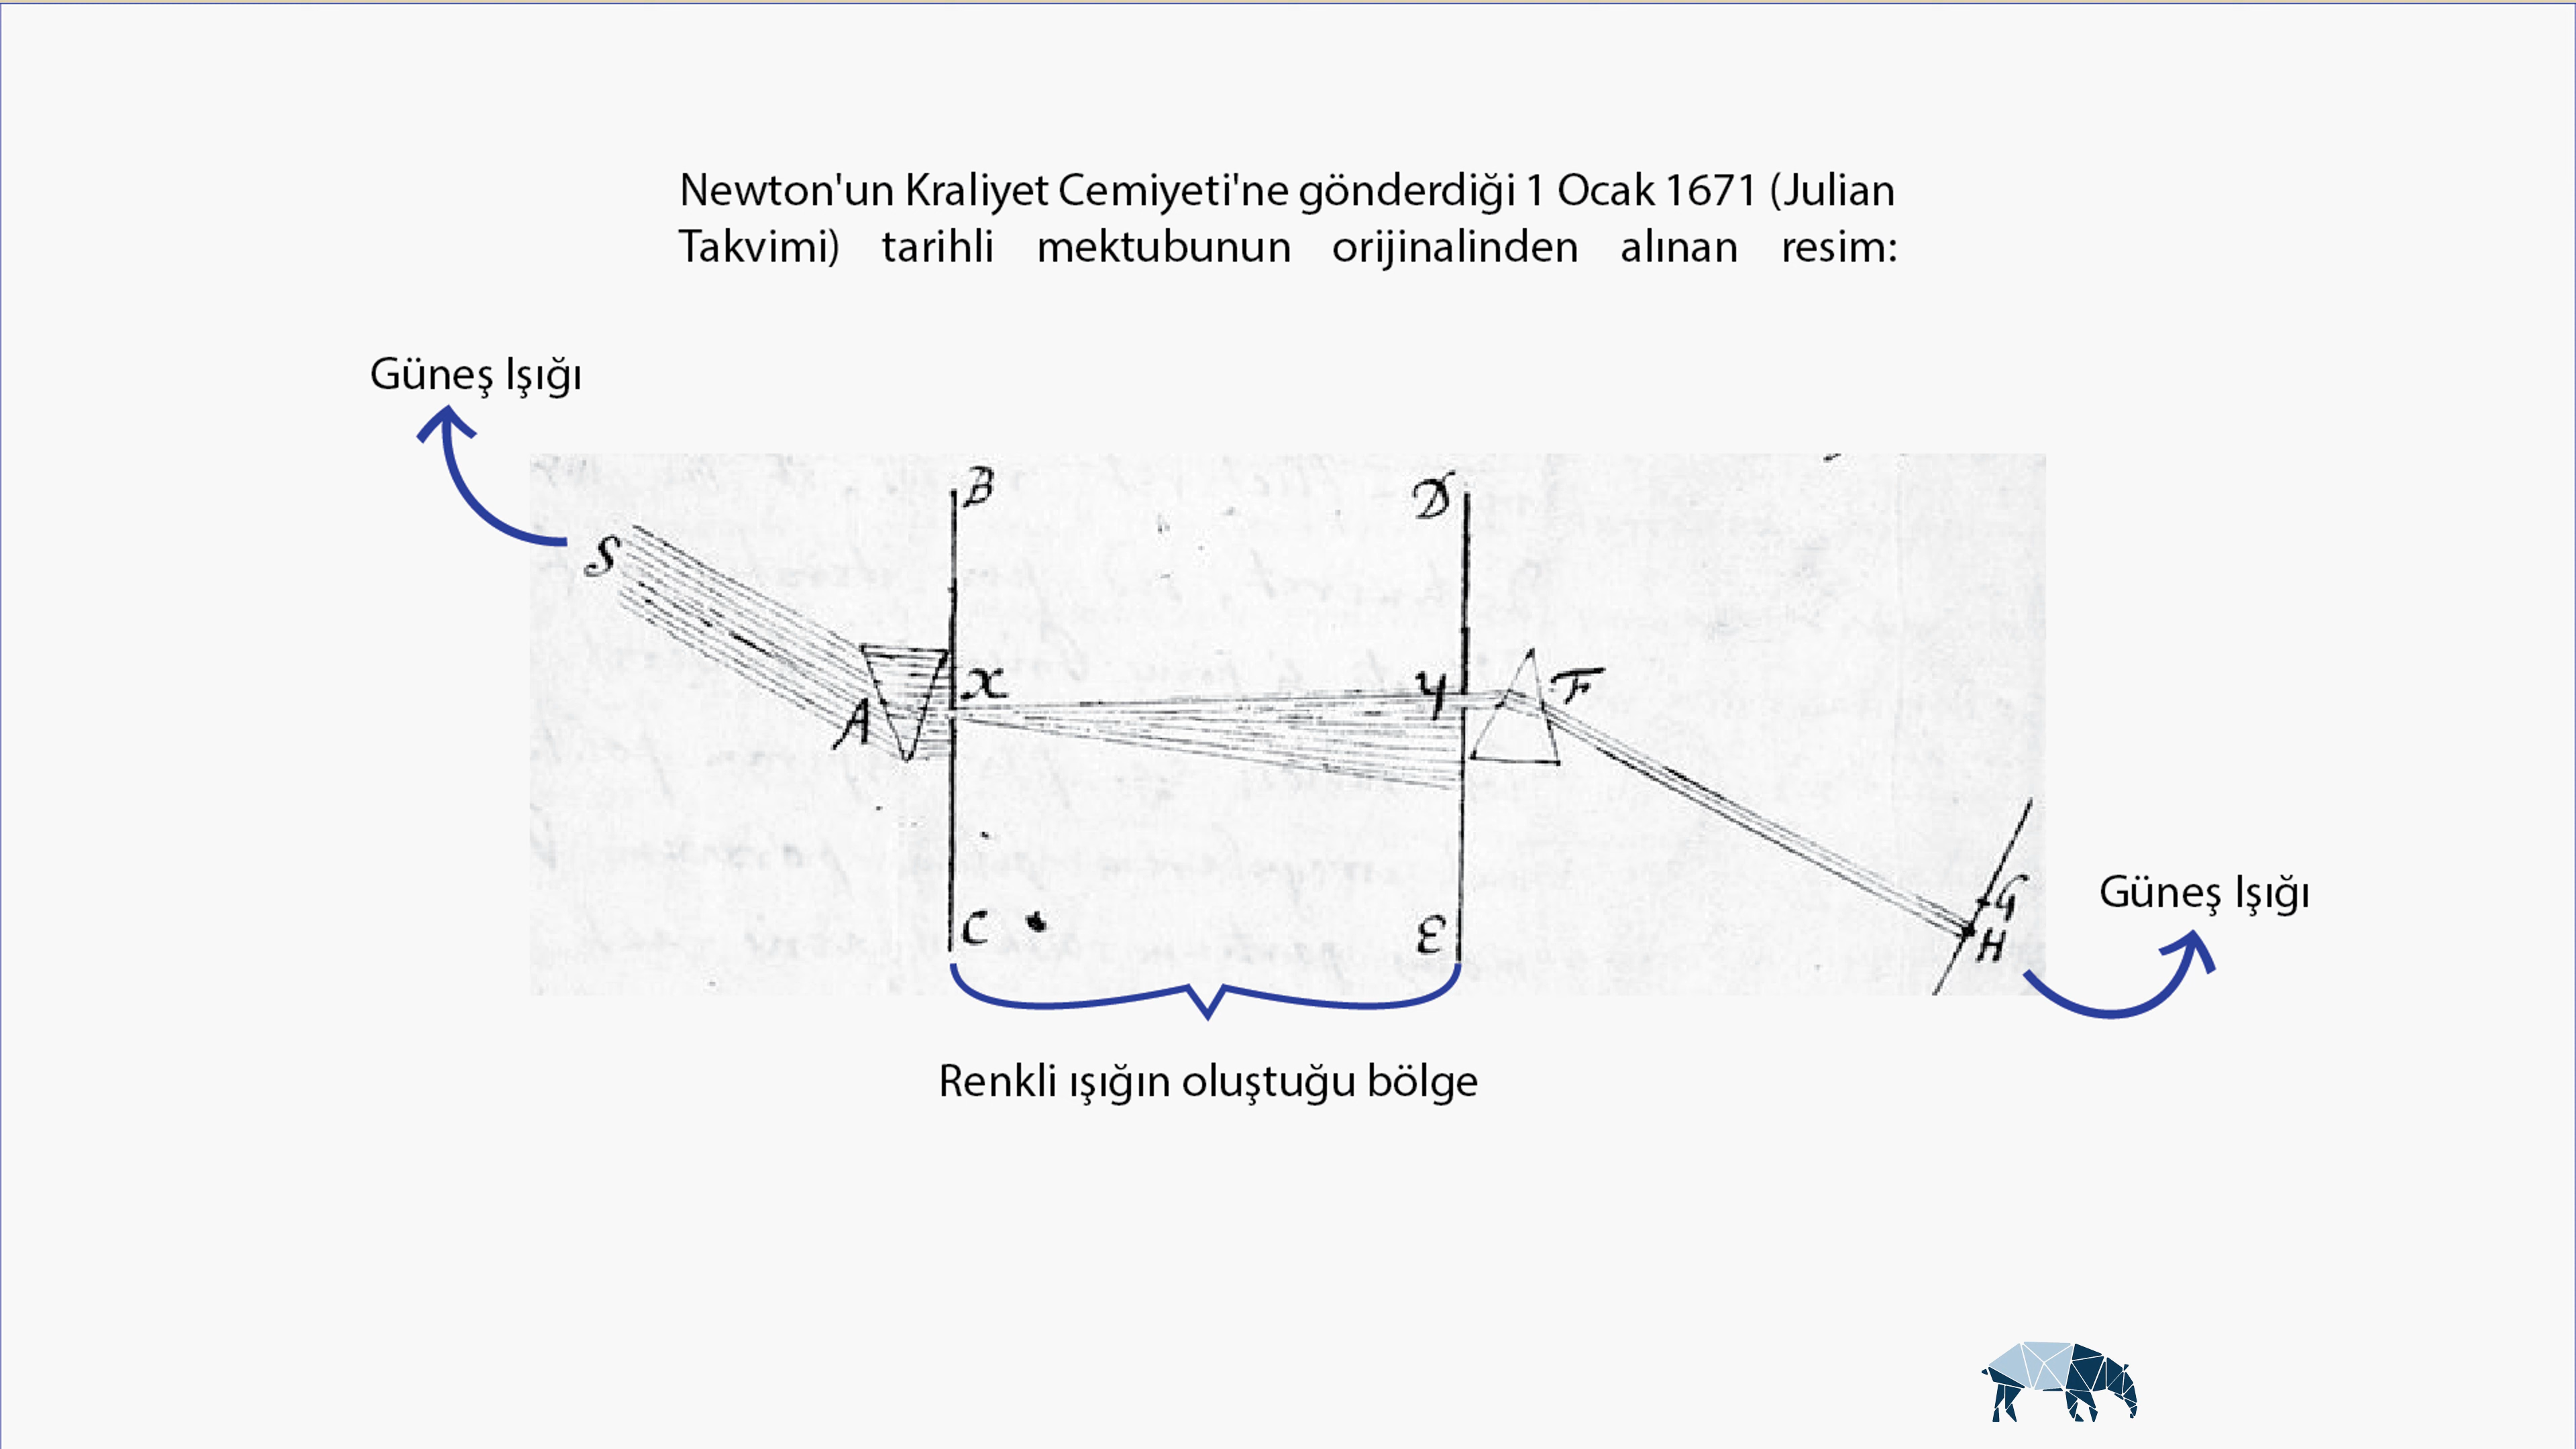 Newton'un Kraliyet Cemiyeti'ne gönderdiği 1 Ocak 1671 (Julian
Takvimi) tarihli mektubunun orijinalinden alınan resim:
Güneş Işığı
B
D
S
x
y
F
A
G
Güneş Işığı
H
C
E
Renkli ışığın oluştuğu bölge